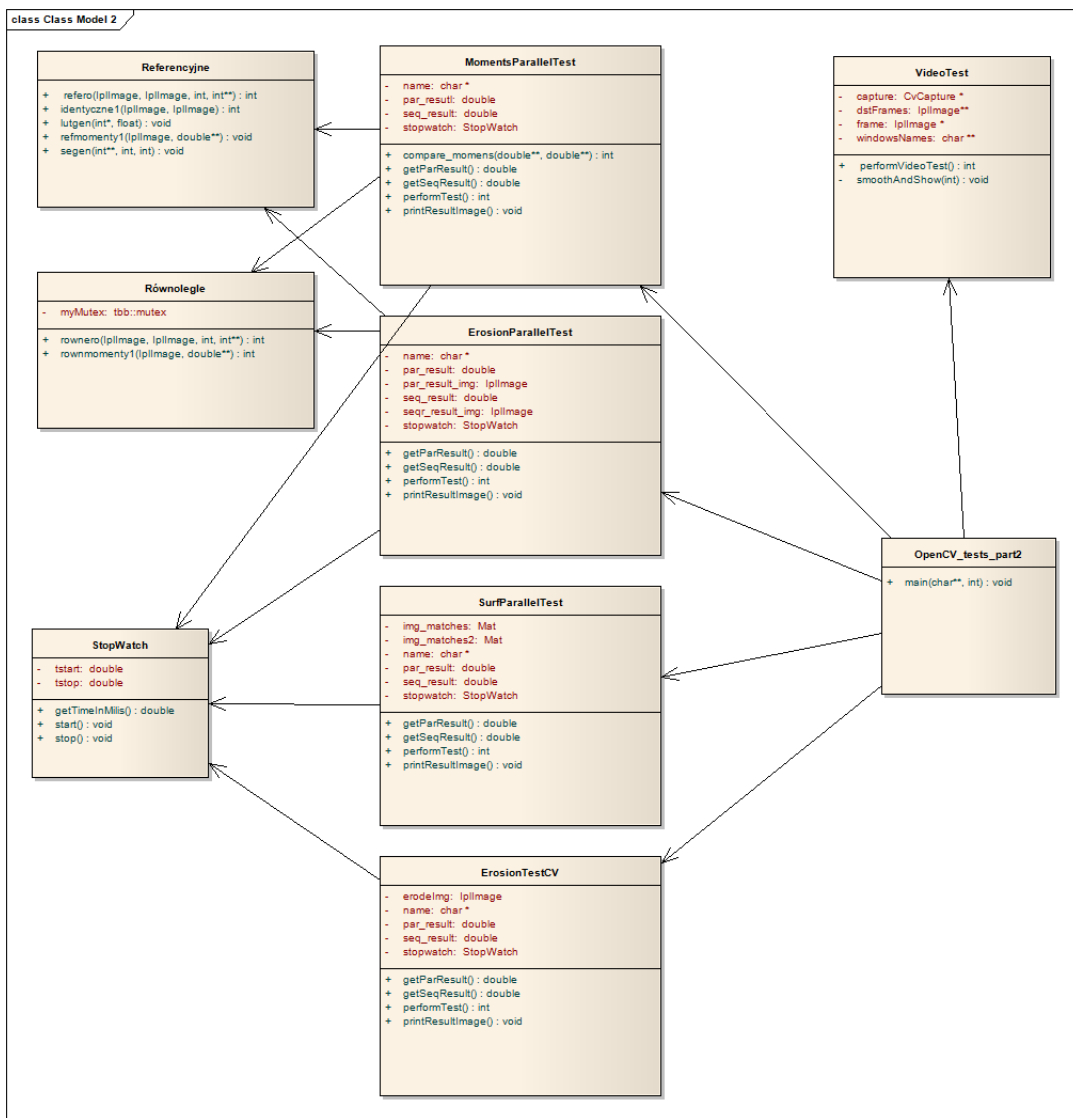 class Class Model 2
Referencyjne
+ refero(IplImage, IplImage, int, int**) : int
+ identyczne1(IplImage, IplImage) : int
+ lutgen(int*, float) : void
+ refmomenty1(IplImage, double**) : void
+ segen(int**, int, int) : void
MomentsParallelTest
- name: char *
- par_resutl: double
- seq_result: double
- stopwatch: StopWatch
+ compare_momens(double**, double**) : int
+ getParResult() : double
+ getSeqResult() : double
+ performTest() : int
+ printResultImage() : void
VideoTest
- capture: CvCapture *
- dstFrames: IplImage**
- frame: IplImage *
- windowsNames: char **
+ performVideoTest() : int
- smoothAndShow(int) : void
Równolegle
- myMutex: tbb::mutex
+ rownero(IplImage, IplImage, int, int**) : int
+ rownmomenty1(IplImage, double**) : int
ErosionParallelTest
- name: char *
- par_result: double
- par_result_img: IplImage
- seq_result: double
- seqr_result_img: IplImage
- stopwatch: StopWatch
+ getParResult() : double
+ getSeqResult() : double
+ performTest() : int
+ printResultImage() : void
OpenCV_tests_part2
+ main(char**, int) : void
SurfParallelTest
- img_matches: Mat
- img_matches2: Mat
- name: char *
- par_result: double
- seq_result: double
- stopwatch: StopWatch
+ getParResult() : double
+ getSeqResult() : double
+ performTest() : int
+ printResultImage() : void
StopWatch
- tstart: double
- tstop: double
+ getTimeInMilis() : double
+ start() : void
+ stop() : void
ErosionTestCV
- erodeImg: IplImage
- name: char *
- par_result: double
- seq_result: double
- stopwatch: StopWatch
+ getParResult() : double
+ getSeqResult() : double
+ performTest() : int
+ printResultImage() : void